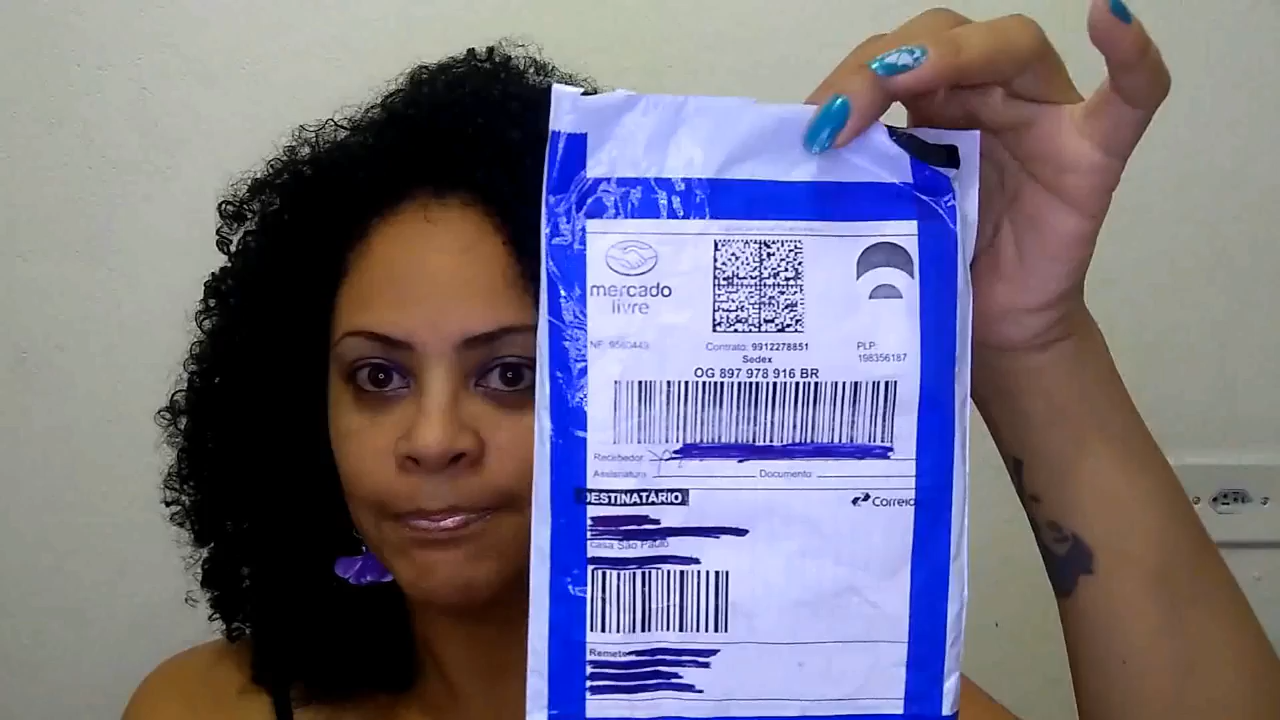 mercado
livre
NF: 9560449
Contrato: 9912278851
PLP:
198356187
Sedex
OG 897 978 916 BR
Recebedor:
Assinatura:
Documento:
DESTINATÁRIO
Correio
casa São Paulo
Remete